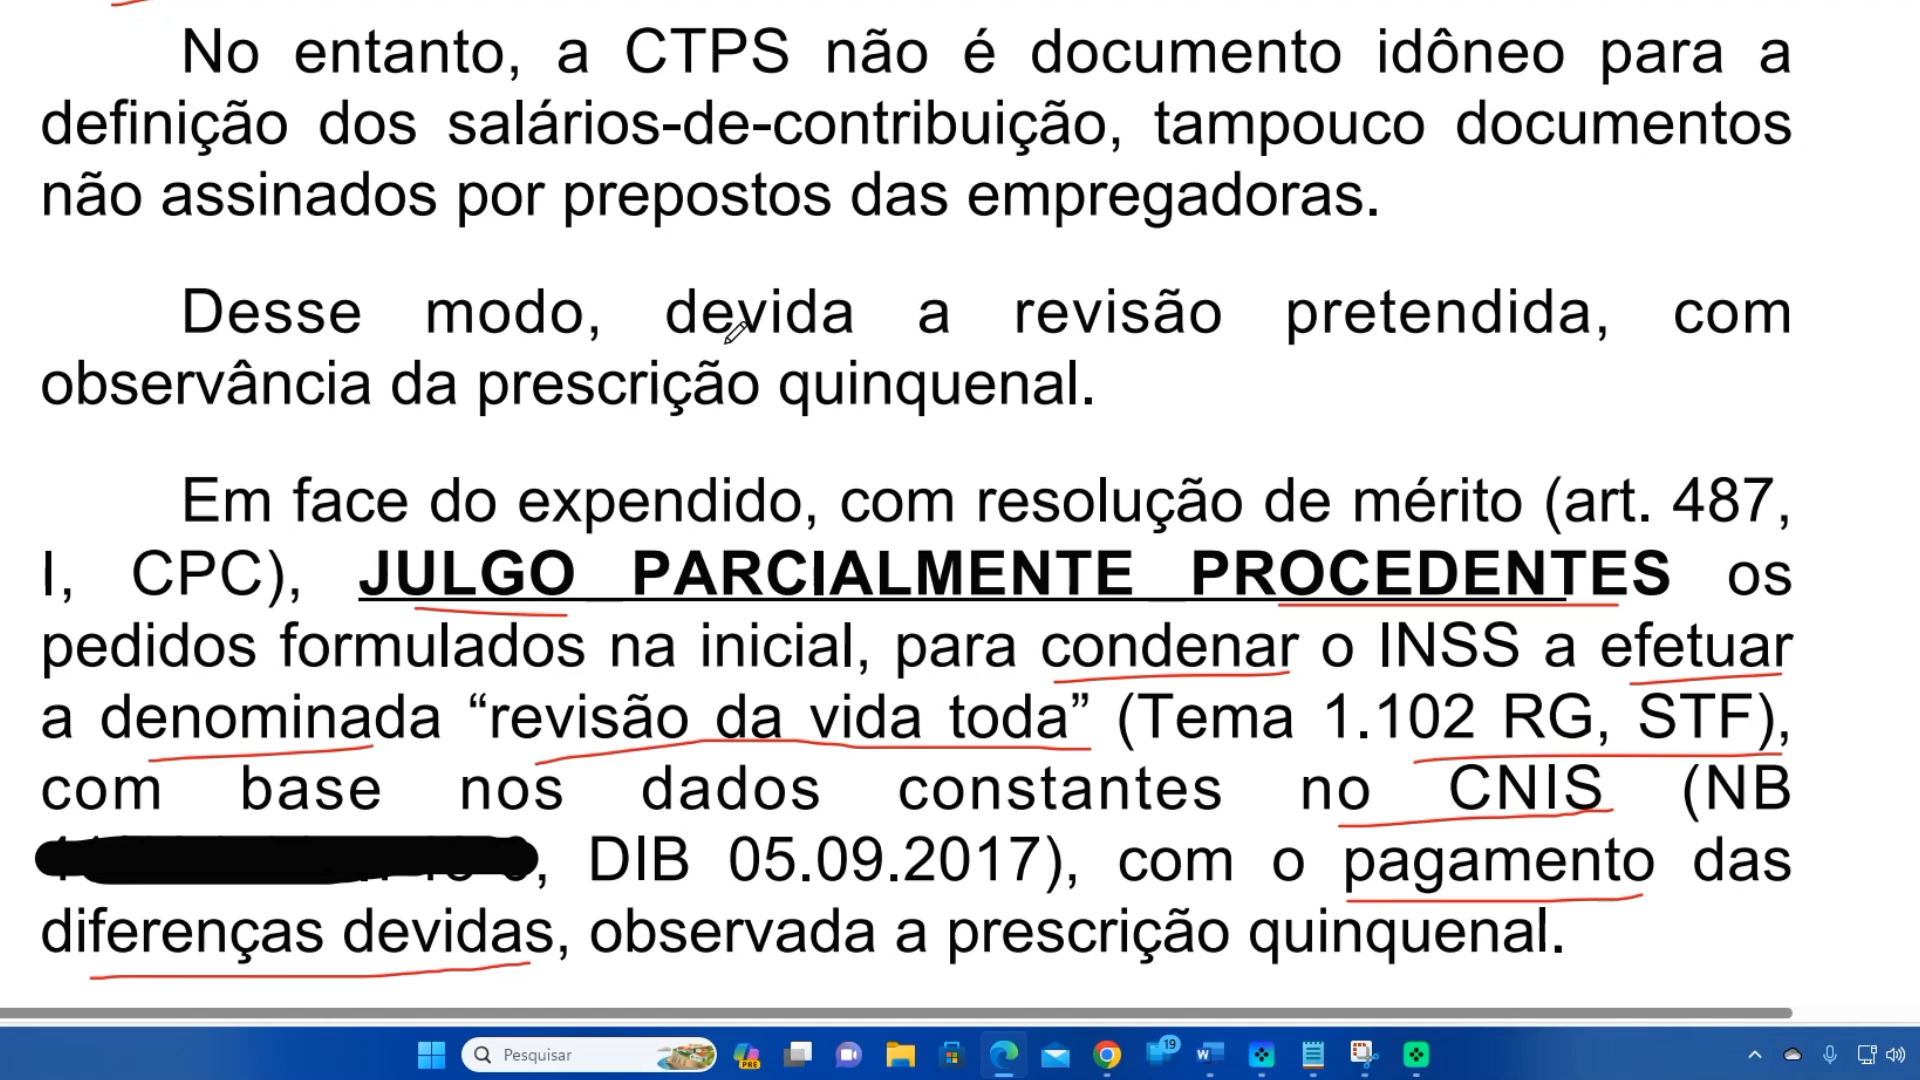 No entanto, a CTPS não é documento idôneo para a
definição dos salários-de-contribuição, tampouco documentos
não assinados por prepostos das empregadoras.
Desse modo, devida a revisão pretendida, com
observância da prescrição quinquenal.
Em face do expendido, com resolução de mérito (art. 487,
I, CPC), JULGO PARCIALMENTE PROCEDENTES os
pedidos formulados na inicial, para condenar o INSS a efetuar
a denominada “revisão da vida toda” (Tema 1.102 RG, STF),
com base nos dados constantes no CNIS (NB
, DIB 05.09.2017), com o pagamento das
diferenças devidas, observada a prescrição quinquenal.
Pesquisar
PRE
19
W